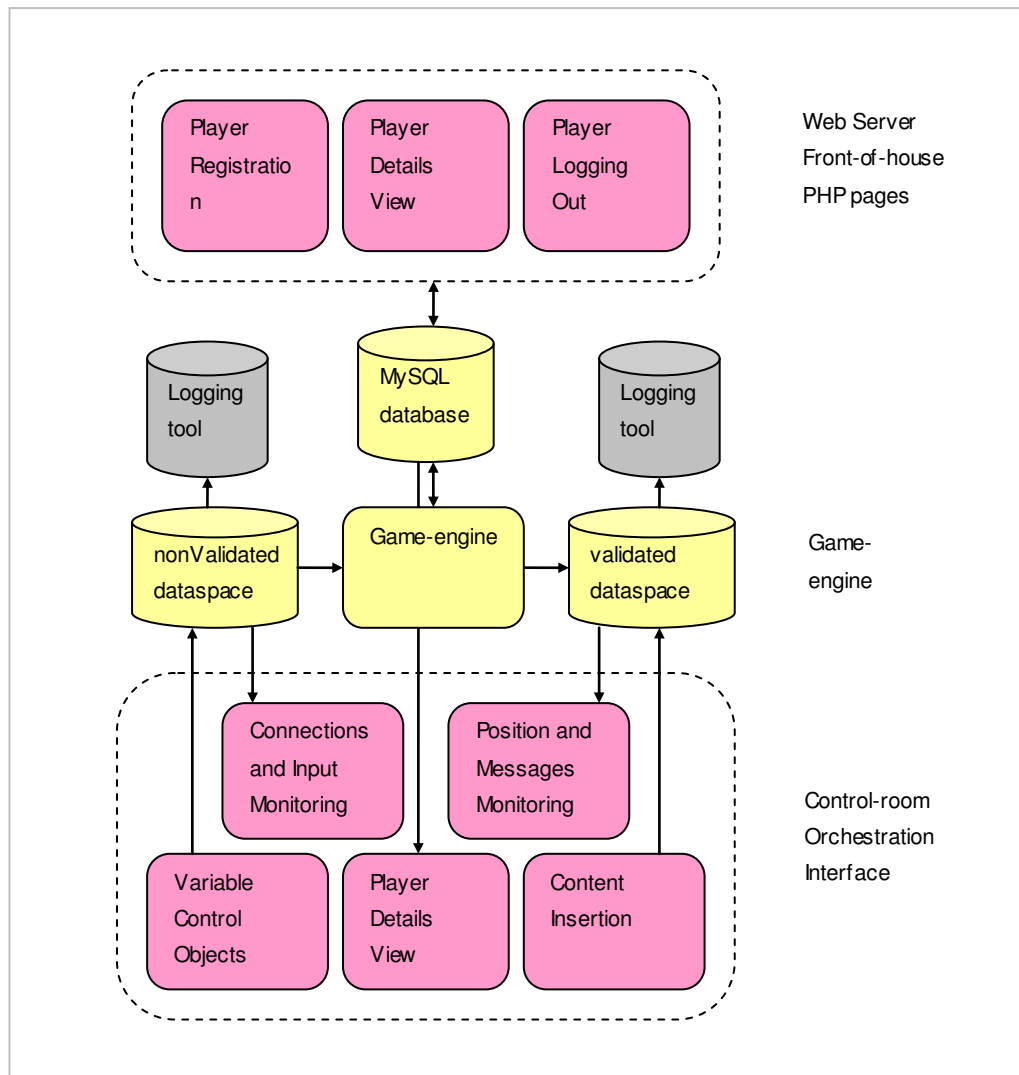 Player
Registratio
n
Player
Details
View
Player
Logging
Out
Web Server
Front-of-house
PHP pages
Logging
tool
MySQL
database
Logging
tool
nonValidated
dataspace
Game-engine
validated
dataspace
Game-
engine
Connections
and Input
Monitoring
Position and
Messages
Monitoring
Control-room
Orchestration
Interface
Variable
Control
Objects
Player
Details
View
Content
Insertion